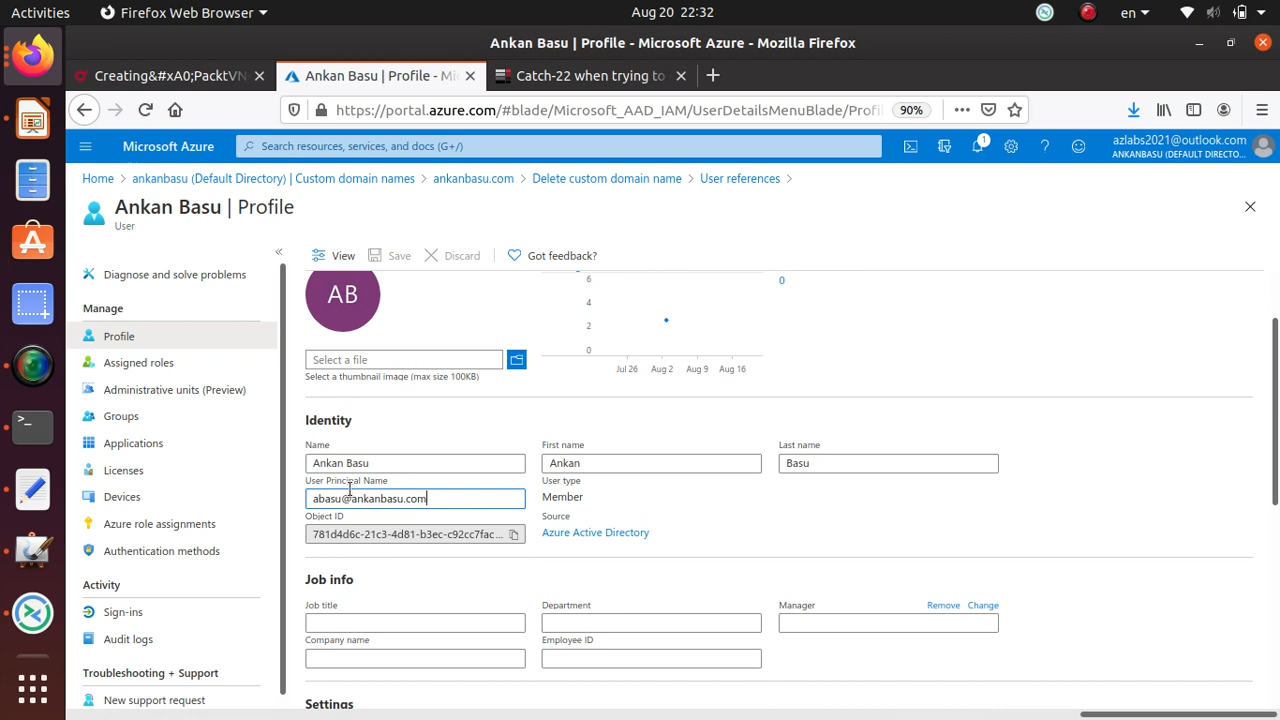 Activities
Firefox Web Browser
Aug 20 22:32
en
Ankan Basu | Profile - Microsoft Azure - Mozilla Firefox
Creating&#xA0;PacktVN
Ankan Basu | Profile - Mi
Catch-22 when trying to
https://portal.azure.com/#blade/Microsoft_AAD_IAM/UserDetailsMenuBlade/Profi
90%
Microsoft Azure
Search resources, services, and docs (G+/)
1
azlabs2021@outlook.com
ANKANBASU (DEFAULT DIRECTO...
Home
ankanbasu (Default Directory) | Custom domain names
ankanbasu.com
Delete custom domain name
User references
Ankan Basu | Profile
User
View
Save
Discard
Got feedback?
Diagnose and solve problems
Manage
Profile
Assigned roles
Administrative units (Preview)
Groups
Applications
Licenses
Devices
Azure role assignments
Authentication methods
Activity
Sign-ins
Audit logs
Troubleshooting + Support
New support request
AB
Select a file
Select a thumbnail image (max size 100KB)
6
4
2
0
Jul 26
Aug 2
Aug 9
Aug 16
0
Identity
Name
First name
Last name
Ankan Basu
Ankan
Basu
User Principal Name
User type
abasu@ankanbasu.com
Member
Object ID
Source
781d4d6c-21c3-4d81-b3ec-c92cc7fac...
Azure Active Directory
Job info
Job title
Department
Manager
Remove
Change
Company name
Employee ID
Settings